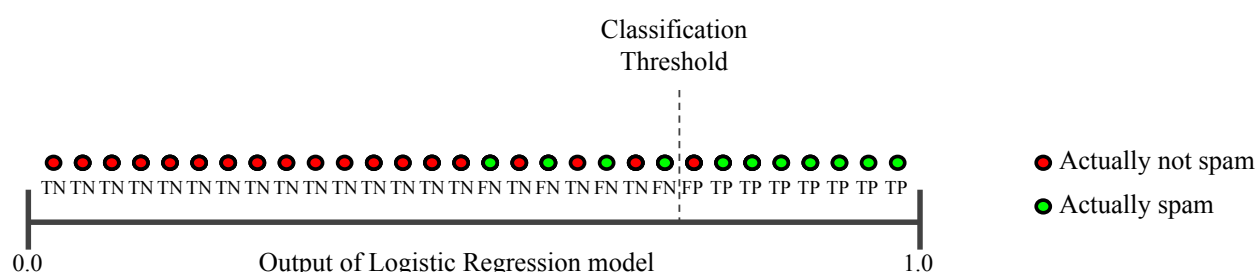 Classification
Threshold
TN TN TN TN TN TN TN TN TN TN TN TN TN TN TN FN TN FN TN FN TN FN FP TP TP TP TP TP TP TP
Actually not spam
Actually spam
0.0 Output of Logistic Regression model 1.0